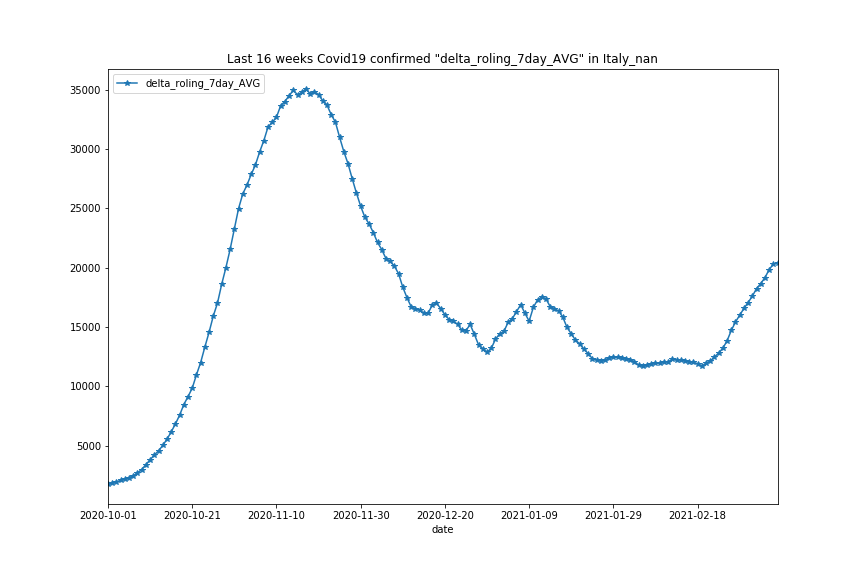 Last 16 weeks Covid19 confirmed "delta_roling_7day_AVG" in Italy_nan
delta_roling_7day_AVG
35000
30000
25000
20000
15000
10000
5000
2020-10-01 2020-10-21 2020-11-10 2020-11-30 2020-12-20 2021-01-09 2021-01-29 2021-02-18
date